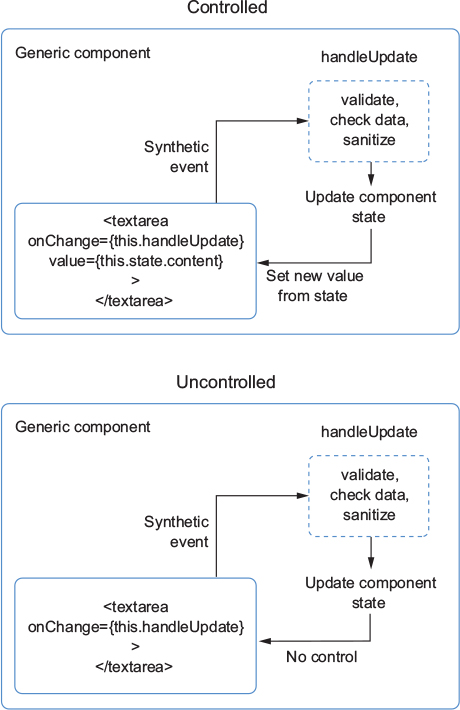 Controlled
Generic component
handleUpdate
validate,
check data,
sanitize
Synthetic
event
Update component
state
<textarea
onChange={this.handleUpdate}
value={this.state.content}
>
</textarea>
Set new value
from state
Uncontrolled
Generic component
handleUpdate
validate,
check data,
sanitize
Synthetic
event
Update component
state
<textarea
onChange={this.handleUpdate}
>
</textarea>
No control